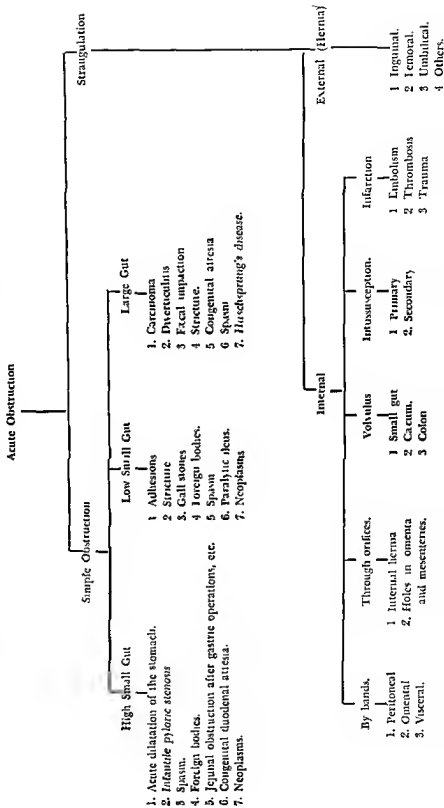 Acute Obstruction
Simple Obstruction
Strangulation
High Small Gut
1. Acute dilatation of the stomach.
2. Infantile pyloric stenosis
3 Spasm.
4. Foreign bodies.
5. Jejunal obstruction after gastric operations, etc.
6. Congenital duodenal atresia.
7. Neoplasms.
Low Small Gut
1 Adhesions
2 Stricture
3. Gall stones
4 Foreign bodies.
5 Spasm
6. Paralytic ileus.
7. Neoplasms
Large Gut
1. Carcinoma
2. Diverticulitis
3 Fæcal impaction
4 Stricture.
5 Congenital atresia
6 Spasm
7. Hirschsprung's disease.
Internal
External (Hernia)
By bands.
1. Peritoneal
2. Omental
3. Visceral.
Through orifices.
1 Internal hernia
2. Holes in omenta
and mesenteries.
Volvulus
1 Small gut
2 Cæcum.
3 Colon
Intussusception.
1 Primary
2. Secondary
Infarction
1 Embolism
2 Thrombosis
3 Trauma
1 Inguinal.
2 Femoral.
3 Umbilical.
4 Others.